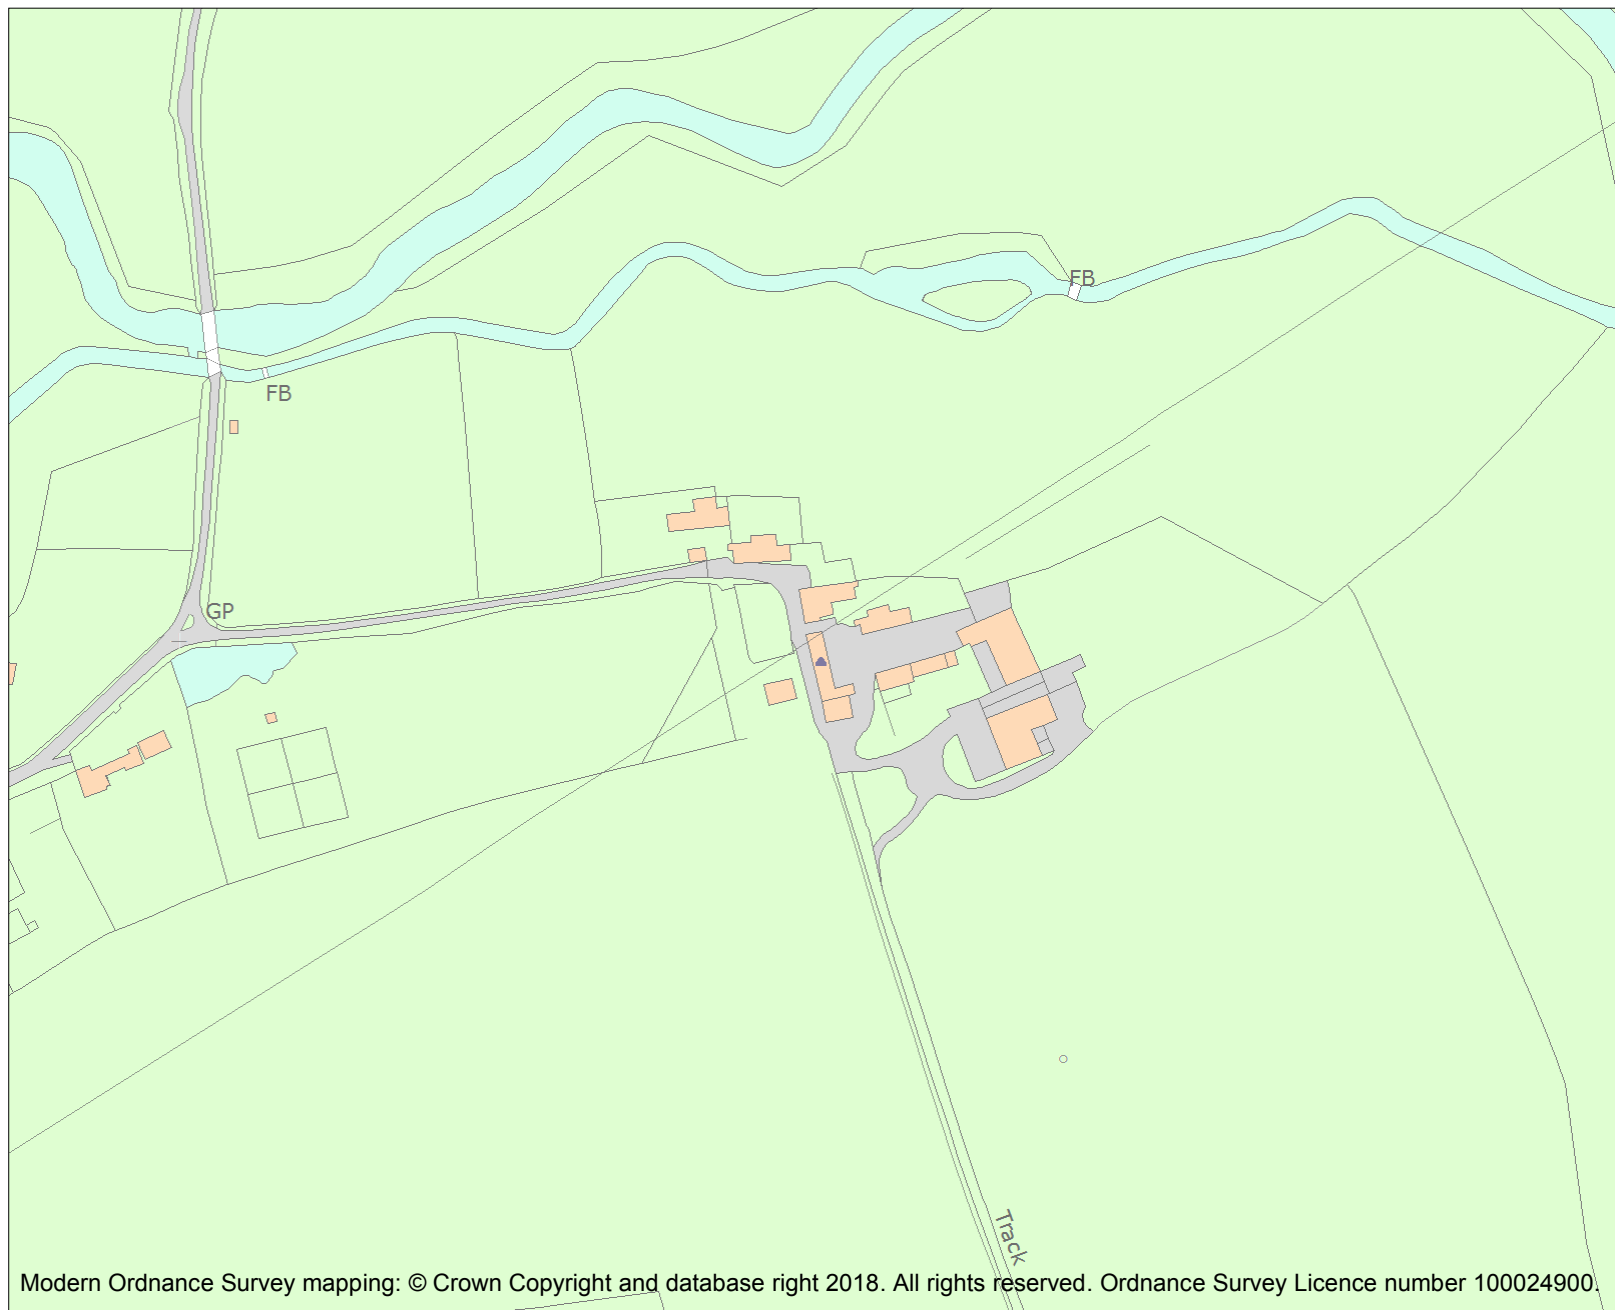 FB
FB
GP
Track
Modern Ordnance Survey mapping: © Crown Copyright and database right 2018. All rights reserved. Ordnance Survey Licence number 100024900.